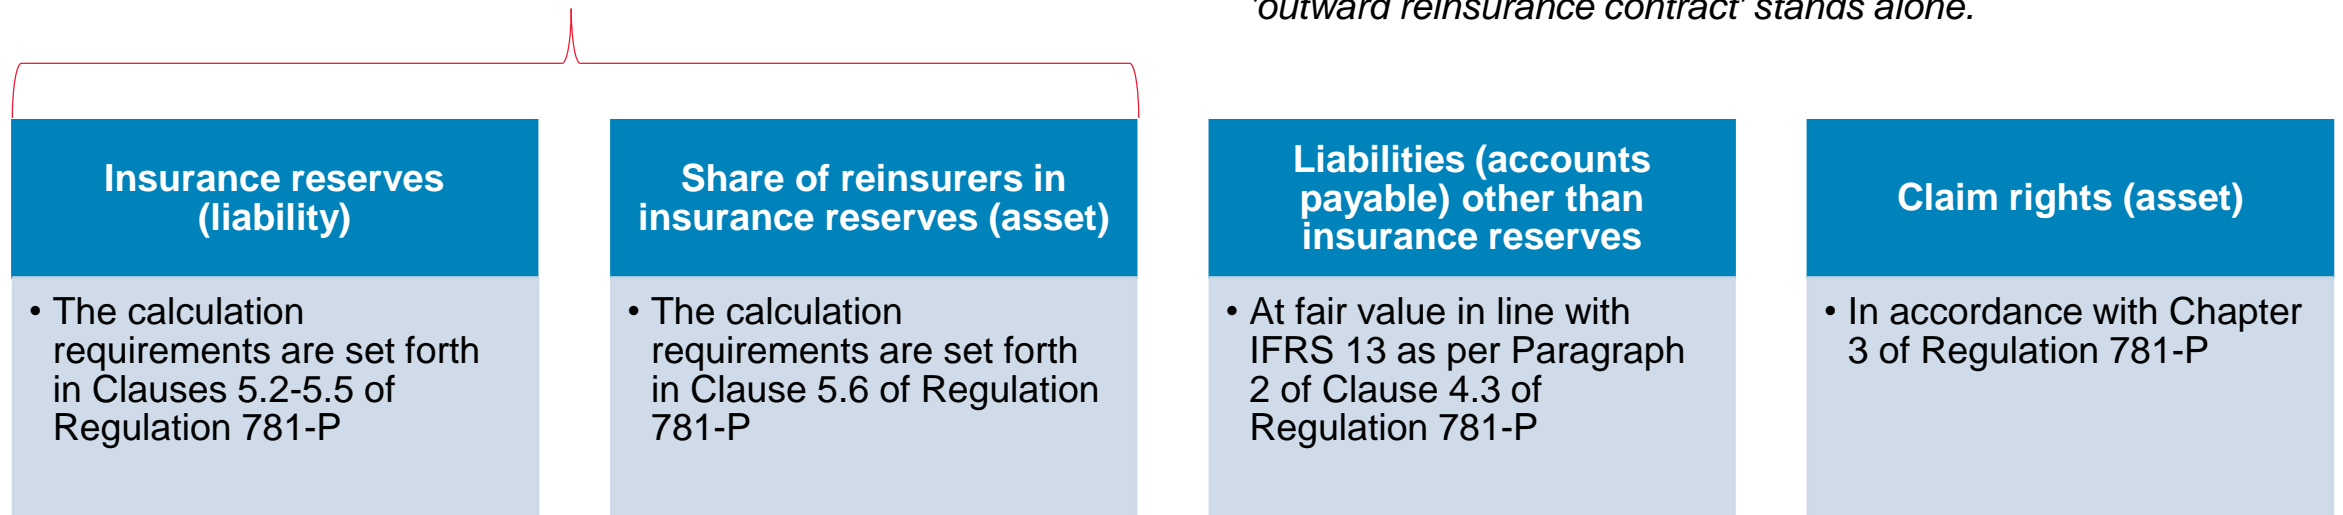 'outward reinsurance contract' stands alone.
Insurance reserves
(liability)
• The calculation
requirements are set forth
in Clauses 5.2-5.5 of
Regulation 781-P
Share of reinsurers in
insurance reserves (asset)
• The calculation
requirements are set forth
in Clause 5.6 of Regulation
781-P
Liabilities (accounts
payable) other than
insurance reserves
• At fair value in line with
IFRS 13 as per Paragraph
2 of Clause 4.3 of
Regulation 781-P
Claim rights (asset)
• In accordance with Chapter
3 of Regulation 781-P